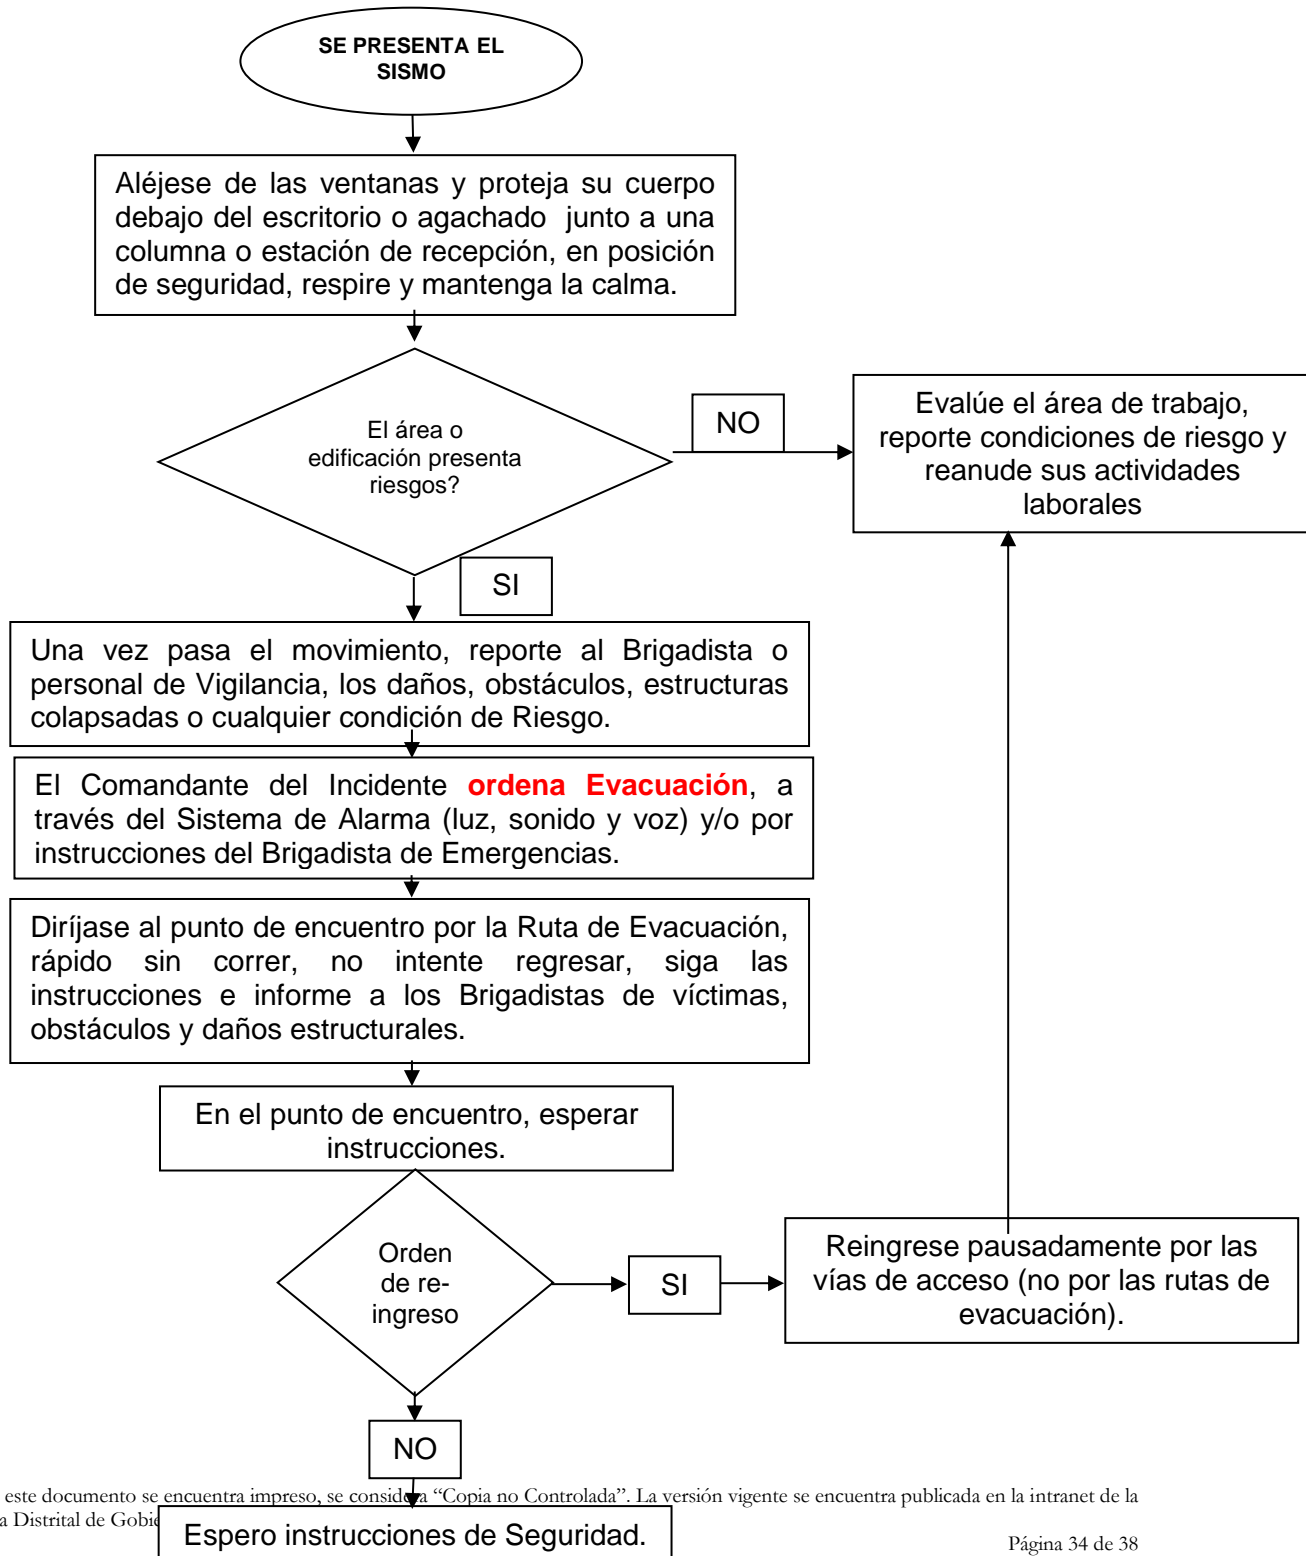 SE PRESENTA EL
SISMO
Aléjese de las ventanas y proteja su cuerpo
debajo del escritorio o agachado junto a una
columna o estación de recepción, en posición
de seguridad, respire y mantenga la calma.
El área o
edificación presenta
riesgos?
NO
Evalúe el área de trabajo,
reporte condiciones de riesgo y
reanude sus actividades
laborales
SI
Una vez pasa el movimiento, reporte al Brigadista o
personal de Vigilancia, los daños, obstáculos, estructuras
colapsadas o cualquier condición de Riesgo.
El Comandante del Incidente ordena Evacuación, a
través del Sistema de Alarma (luz, sonido y voz) y/o por
instrucciones del Brigadista de Emergencias.
Diríjase al punto de encuentro por la Ruta de Evacuación,
rápido sin correr, no intente regresar, siga las
instrucciones e informe a los Brigadistas de víctimas,
obstáculos y daños estructurales.
En el punto de encuentro, esperar
instrucciones.
Orden
de re-
ingreso
SI
Reingrese pausadamente por las
vías de acceso (no por las rutas de
evacuación).
NO
este documento se encuentra impreso, se considera “Copia no Controlada”. La versión vigente se encuentra publicada en la intranet de la
a Distrital de
Espero instrucciones de Seguridad.
Página 34 de 38